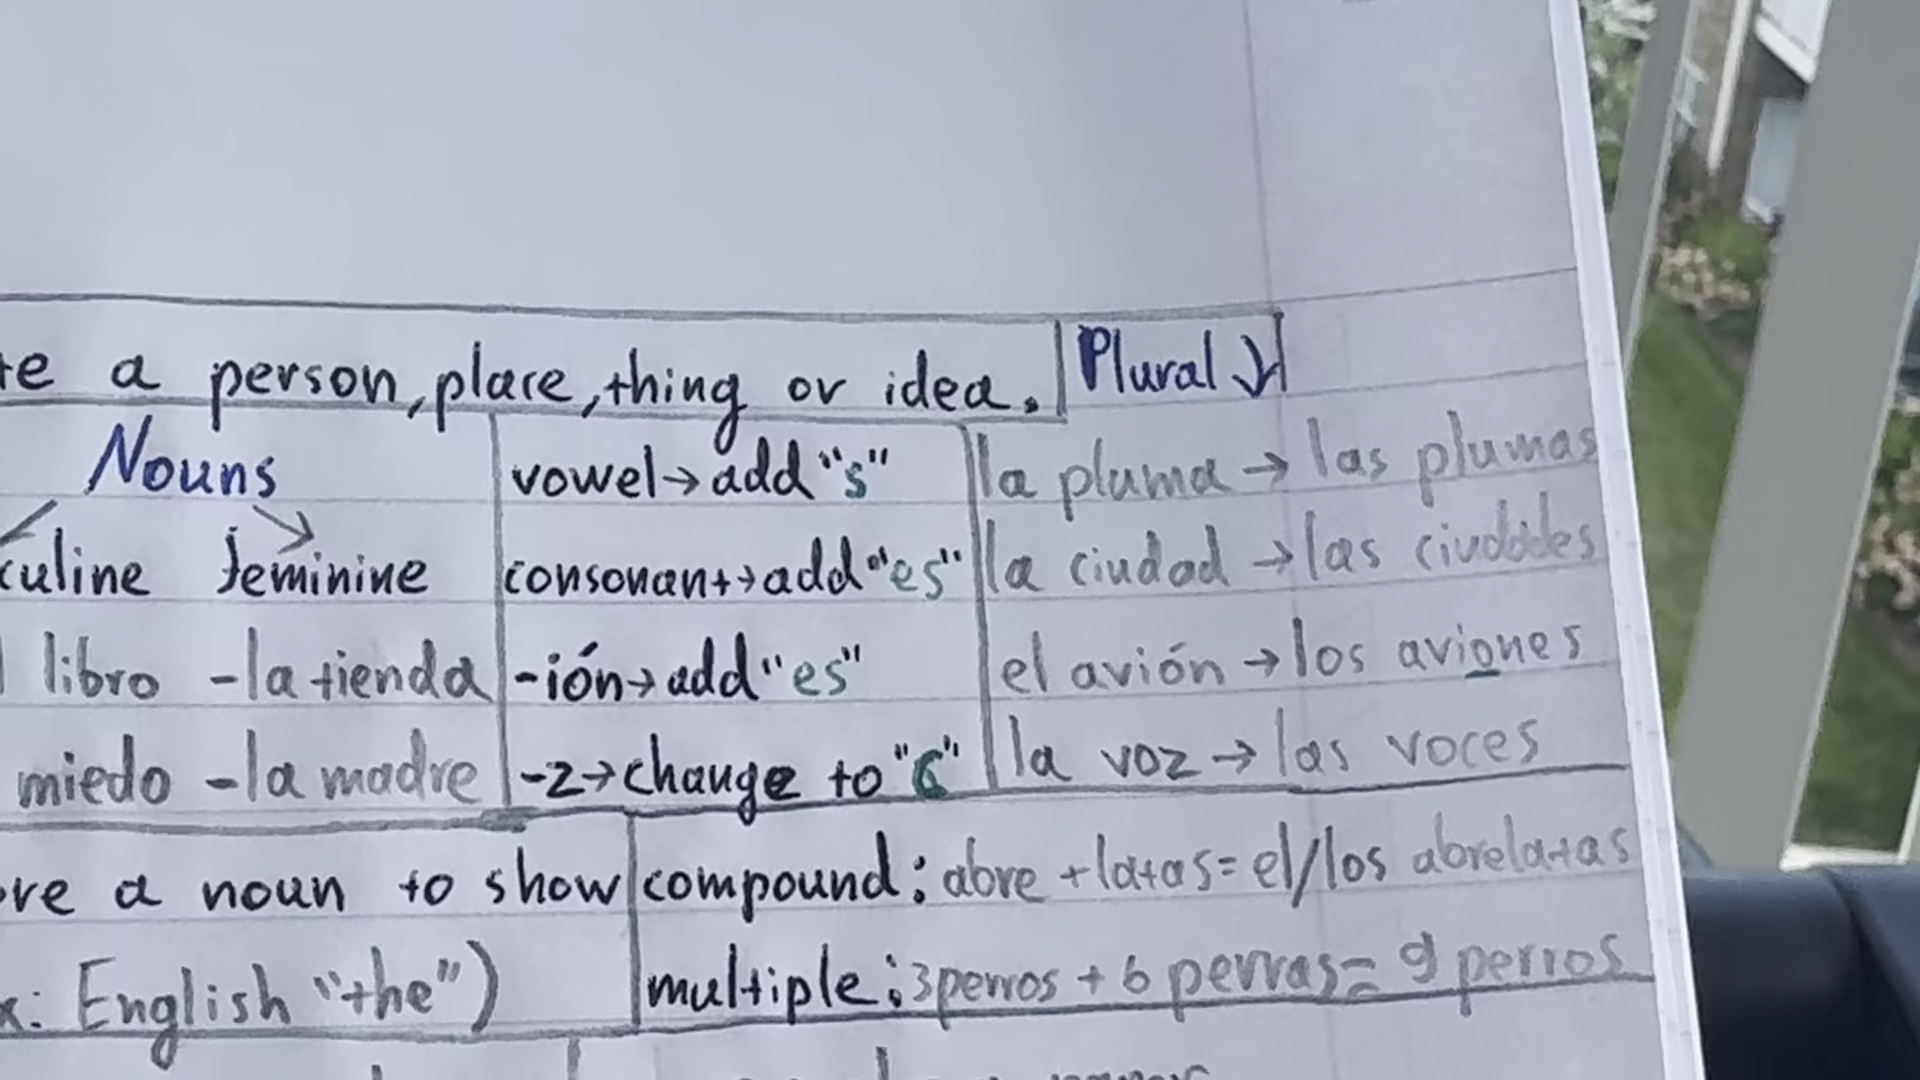 te a person, place, thing or idea. Plural ↓
Nouns vowel→add "s" la pluma → las plumas
culine feminine consonant→add "es" la ciudad → las ciudades
libro -la tienda -ión→add "es" el avión → los aviones
miedo -la madre -z→change to "c" la voz → las voces
ore a noun to show compound: abre + latas = el/los abrelatas
x: English "the") multiple: 3 perros + 6 perras = 9 perros